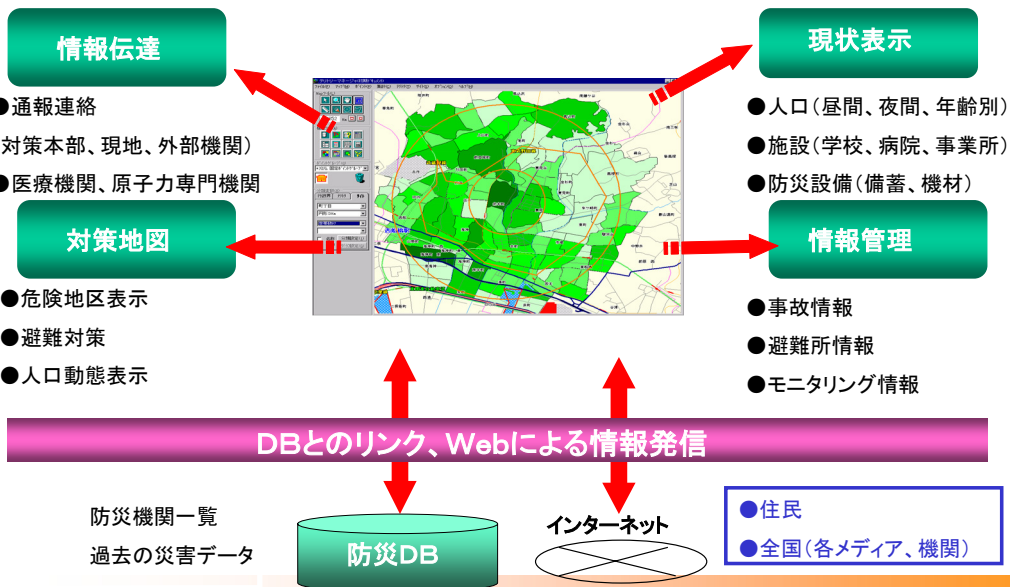 情報伝達
●通報連絡
対策本部、現地、外部機関)
●医療機関、原子力専門機関
対策地図
●危険地区表示
●避難対策
●人口動態表示
現状表示
●人口(昼間、夜間、年齢別)
●施設(学校、病院、事業所)
●防災設備(備蓄、機材)
情報管理
●事故情報
●避難所情報
●モニタリング情報
DBとのリンク、Webによる情報発信
防災機関一覧
過去の災害データ
防災DB
インターネット
●住民
●全国(各メディア、機関)